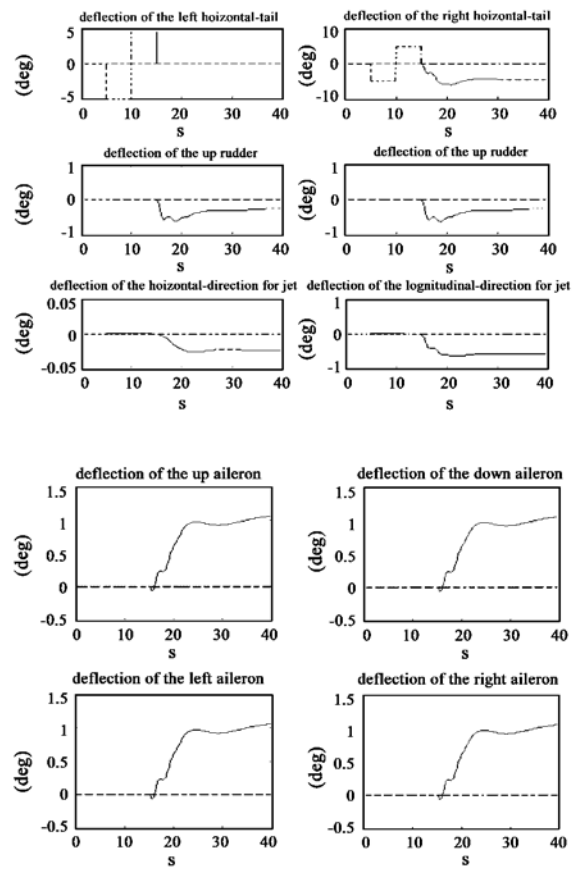 deflection of the left hoizontal-tail
deflection of the right hoizontal-tail
(deg)
5
0
-5
0 10 20 30 40
s
(deg)
10
0
-10
0 10 20 30 40
s
deflection of the up rudder
deflection of the up rudder
(deg)
1
0
-1
0 10 20 30 40
s
(deg)
1
0
-1
0 10 20 30 40
s
deflection of the hoizontal-direction for jet
deflection of the lognitudinal-direction for jet
(deg)
0.05
0
-0.05
0 10 20 30 40
s
(deg)
1
0
-1
0 10 20 30 40
s
deflection of the up aileron
deflection of the down aileron
(deg)
1.5
1
0.5
0
-0.5
0 10 20 30 40
s
(deg)
1.5
1
0.5
0
-0.5
0 10 20 30 40
s
deflection of the left aileron
deflection of the right aileron
(deg)
1.5
1
0.5
0
-0.5
0 10 20 30 40
s
(deg)
1.5
1
0.5
0
-0.5
0 10 20 30 40
s